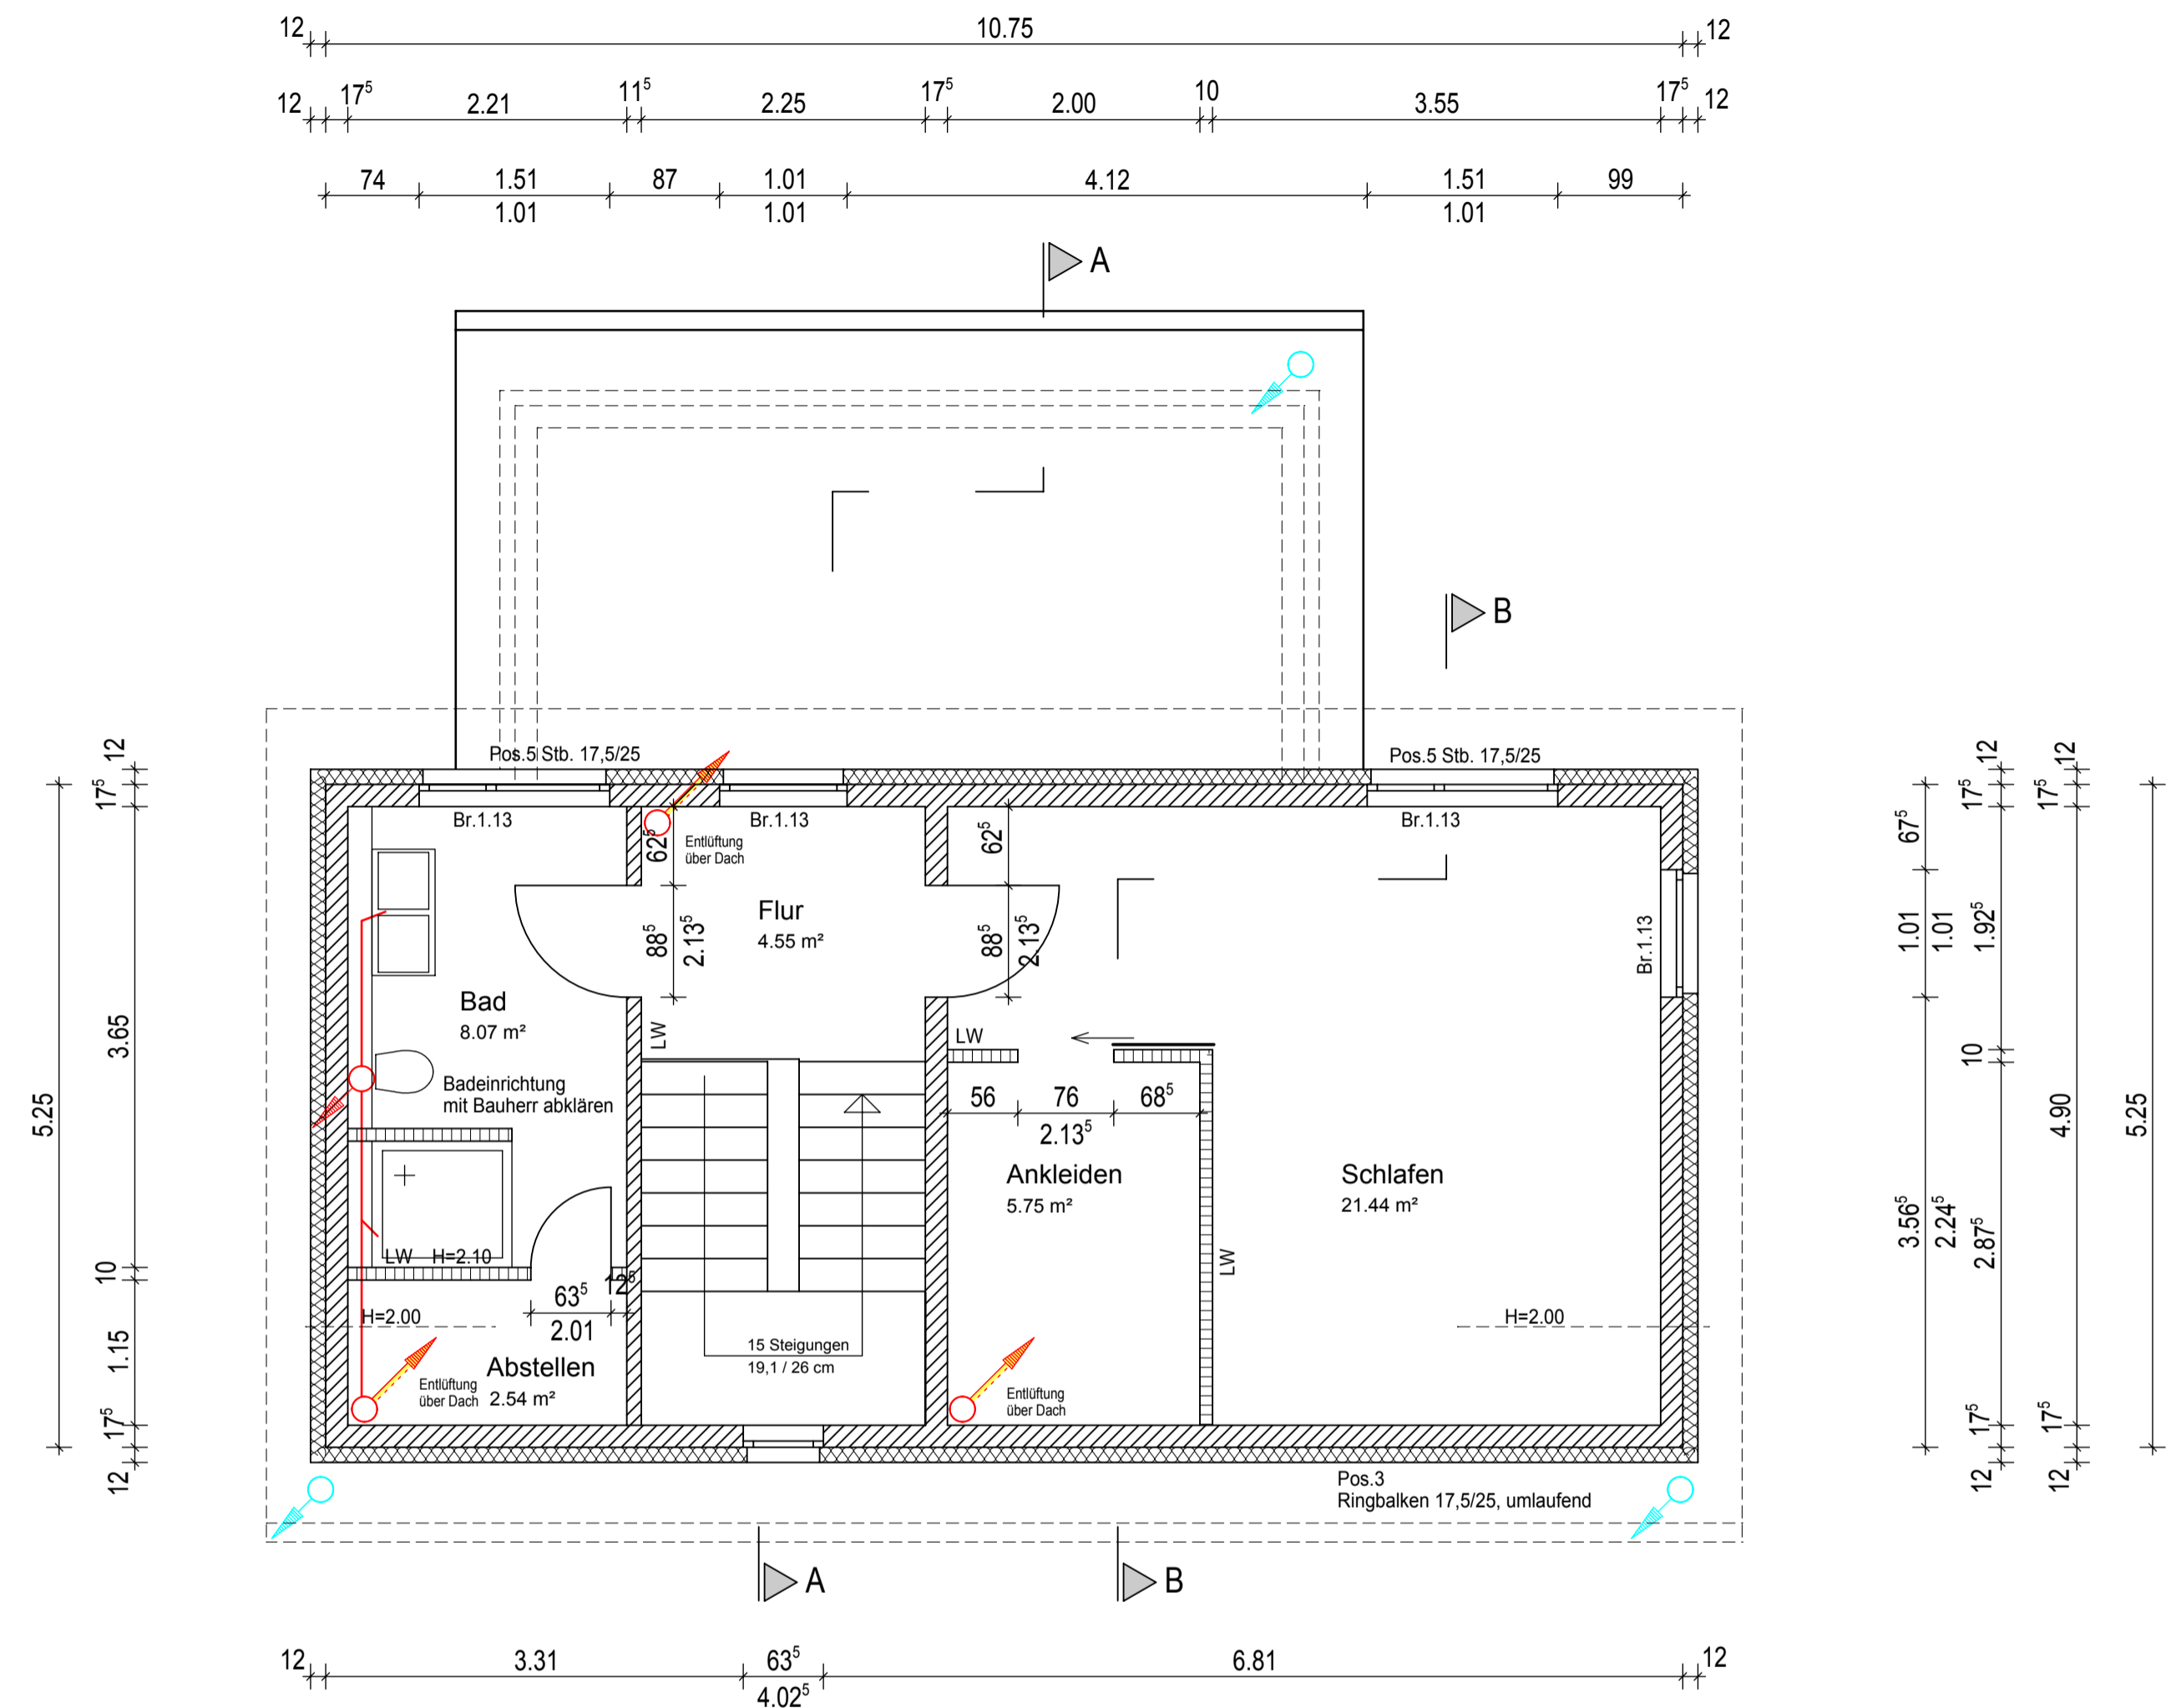 12 10.75 12
12 17⁵ 2.21 11⁵ 2.25 17⁵ 2.00 10 3.55 17⁵ 12
74 1.51 87 1.01 4.12 1.51 99
1.01 1.01 1.01
A
B
Pos.5 Stb. 17,5/25
Pos.5 Stb. 17,5/25
Br.1.13
Br.1.13
Br.1.13
Br.1.13
62⁵
Entlüftung
über Dach
62⁵
Flur
4.55 m²
88⁵
2.13⁵
88⁵
2.13⁵
Bad
8.07 m²
LW
LW
Badeinrichtung
mit Bauherr abklären
56 76 68⁵
2.13⁵
Ankleiden
5.75 m²
Schlafen
21.44 m²
LW
LW H=2.10
63⁵ 12⁵
2.01
H=2.00
H=2.00
15 Steigungen
19,1 / 26 cm
Abstellen
2.54 m²
Entlüftung
über Dach
Entlüftung
über Dach
Pos.3
Ringbalken 17,5/25, umlaufend
A
B
12 3.31 63⁵ 6.81 12
4.02⁵
5.25
12 17⁵ 3.65 10 1.15 17⁵ 12
67⁵ 1.01 3.56⁵
1.01 2.24⁵
12 17⁵ 1.92⁵ 10 2.87⁵ 17⁵ 12
12 17⁵ 4.90 17⁵ 12
5.25